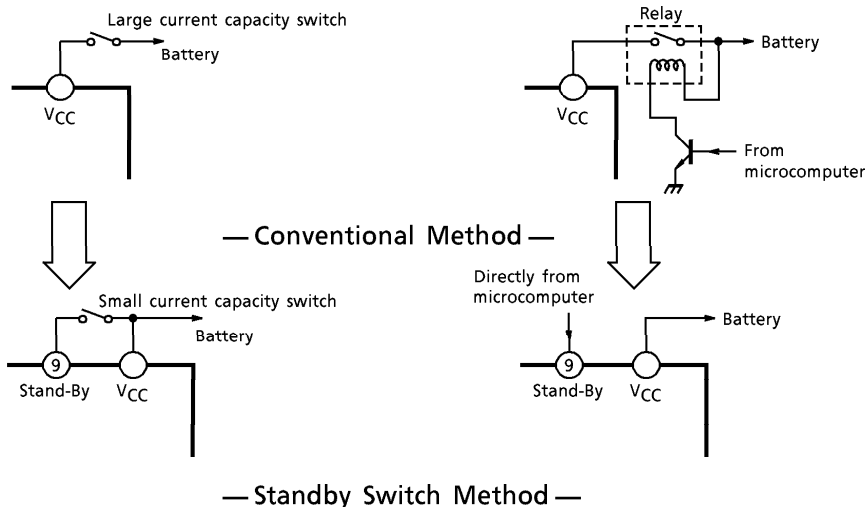 Large current capacity switch
Battery
VCC
Relay
Battery
VCC
From
microcomputer
— Conventional Method —
Small current capacity switch
Battery
9
Stand-By
VCC
Directly from
microcomputer
Battery
9
Stand-By
VCC
— Standby Switch Method —